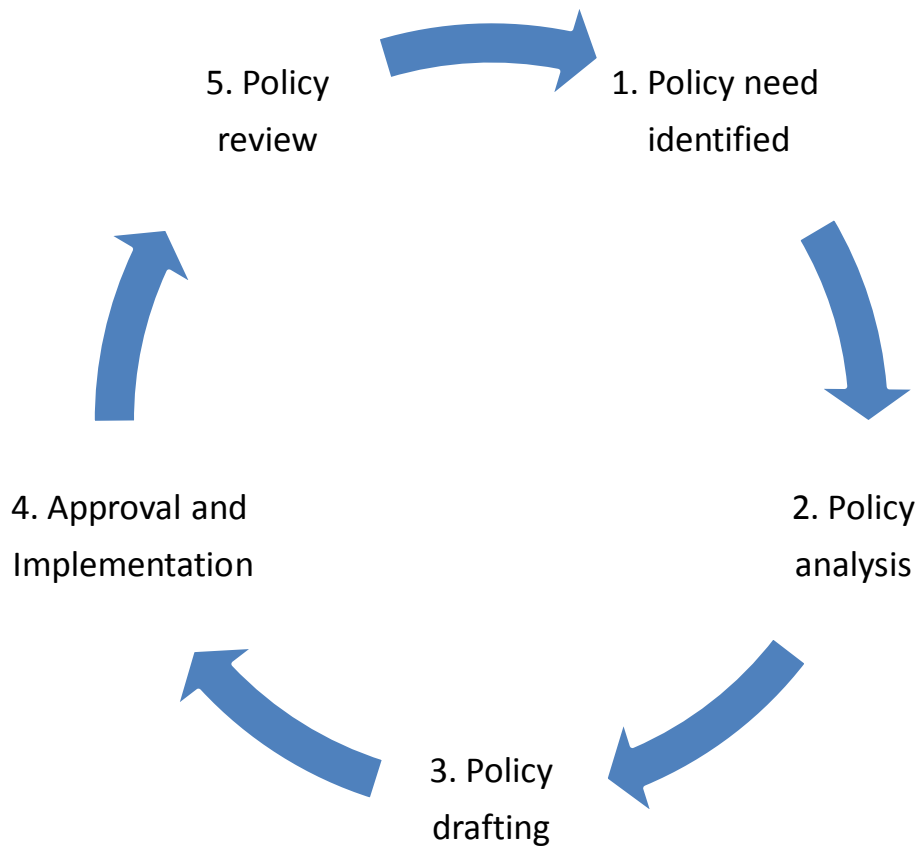 1. Policy need
identified
2. Policy
analysis
3. Policy
drafting
4. Approval and
Implementation
5. Policy
review